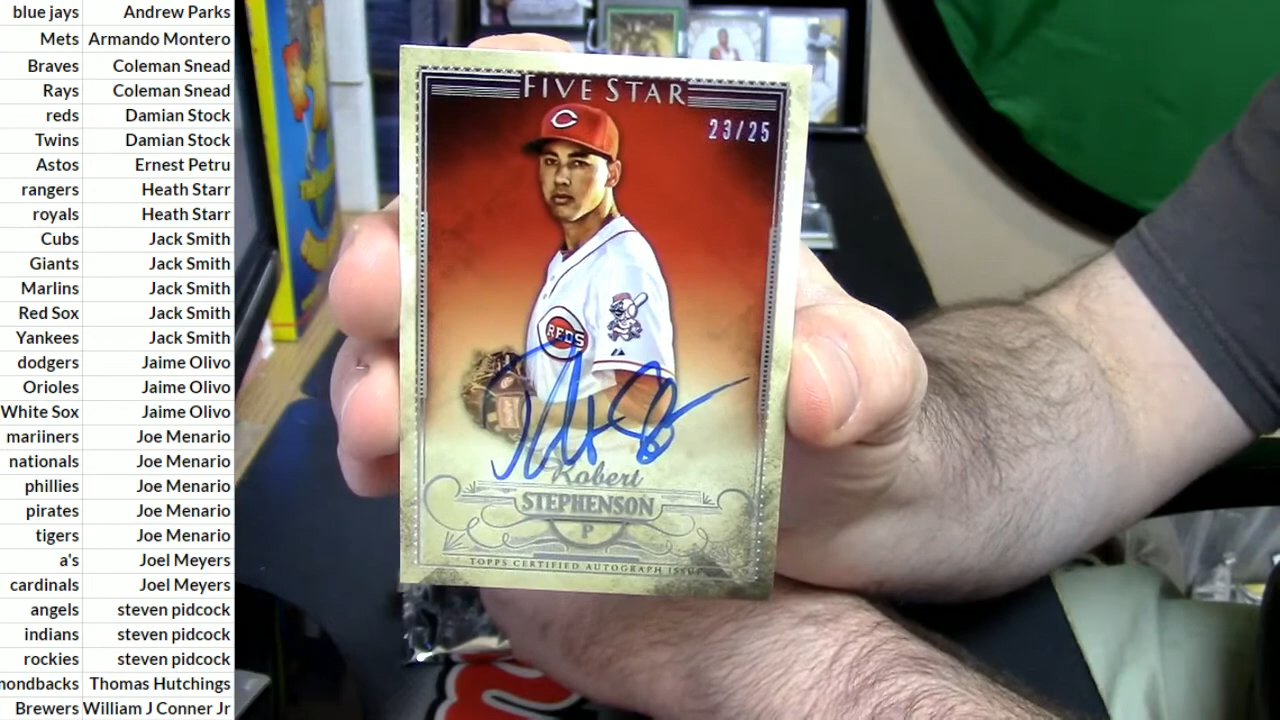 blue jays Andrew Parks
Mets Armando Montero
Braves Coleman Snead
Rays Coleman Snead
reds Damian Stock
Twins Damian Stock
Astos Ernest Petru
rangers Heath Starr
royals Heath Starr
Cubs Jack Smith
Giants Jack Smith
Marlins Jack Smith
Red Sox Jack Smith
Yankees Jack Smith
dodgers Jaime Olivo
Orioles Jaime Olivo
White Sox Jaime Olivo
mariiners Joe Menario
nationals Joe Menario
phillies Joe Menario
pirates Joe Menario
tigers Joe Menario
a's Joel Meyers
cardinals Joel Meyers
angels steven pidcock
indians steven pidcock
rockies steven pidcock
mondbacks Thomas Hutchings
Brewers William J Conner Jr
FIVE STAR
23/25
C
REDS
Robert
STEPHENSON
P
TOPPS CERTIFIED AUTOGRAPH ISSUE